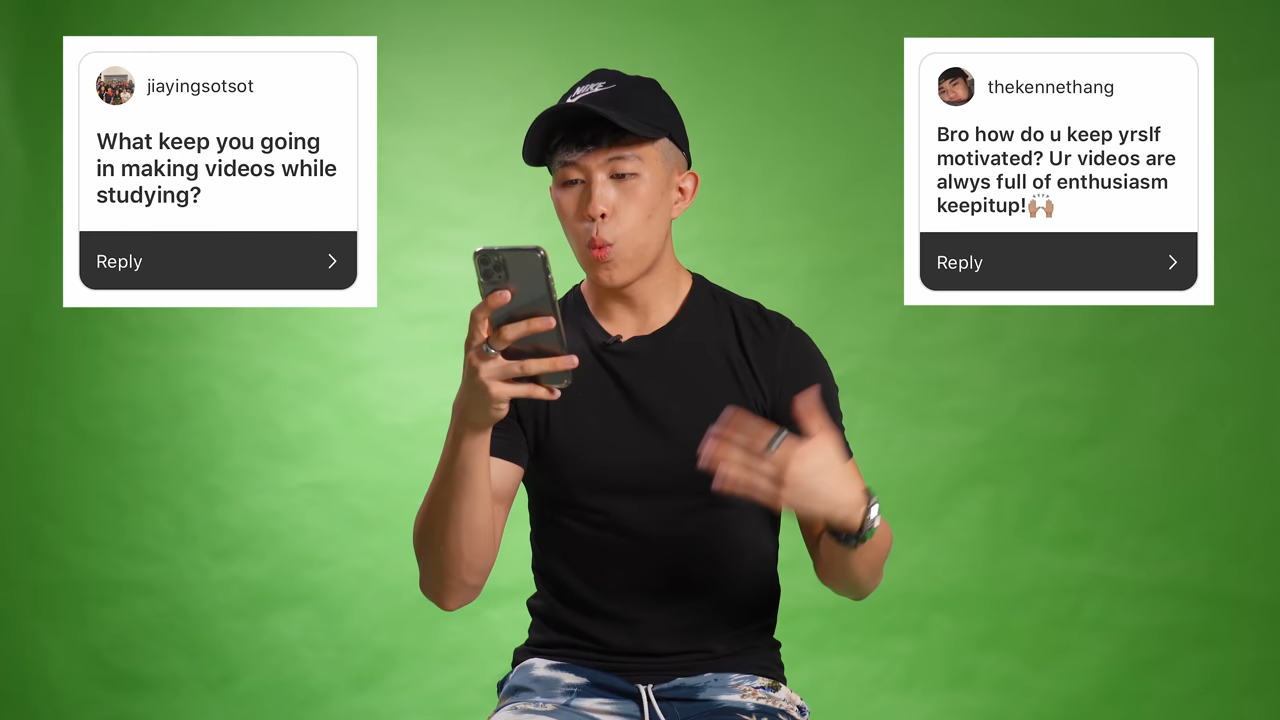 jiayingsotsot
What keep you going
in making videos while
studying?
Reply
NIKE
thekennethang
Bro how do u keep yrslf
motivated? Ur videos are
alwys full of enthusiasm
keepitup!🙌🏽
Reply